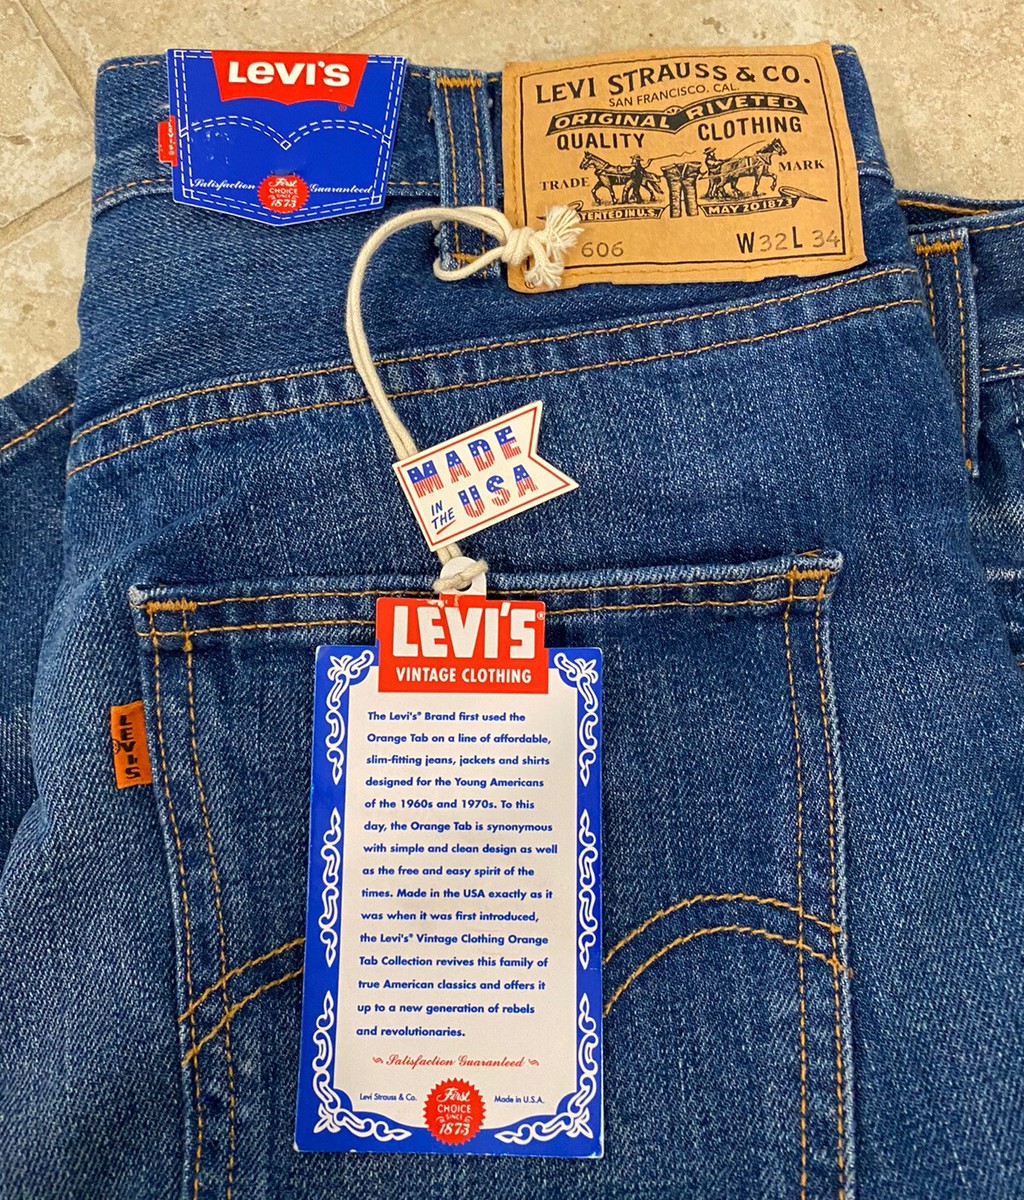 LEVI'S
®
Satisfaction Guaranteed
First
CHOICE
SINCE
1873
LEVI STRAUSS & CO.
SAN FRANCISCO, CAL.
ORIGINAL RIVETED
QUALITY CLOTHING
TRADE MARK
TENTED IN U.S. MAY 20 1873
606 W32 L 34
MADE
IN THE USA
LEVI'S®
VINTAGE CLOTHING
The Levi's® Brand first used the
Orange Tab on a line of affordable,
slim-fitting jeans, jackets and shirts
designed for the Young Americans
of the 1960s and 1970s. To this
day, the Orange Tab is synonymous
with simple and clean design as well
as the free and easy spirit of the
times. Made in the USA exactly as it
was when it was first introduced,
the Levi's® Vintage Clothing Orange
Tab Collection revives this family of
true American classics and offers it
up to a new generation of rebels
and revolutionaries.
Satisfaction Guaranteed
Levi Strauss & Co.
First
CHOICE
SINCE
1873
Made in U.S.A.
LEVI'S
®